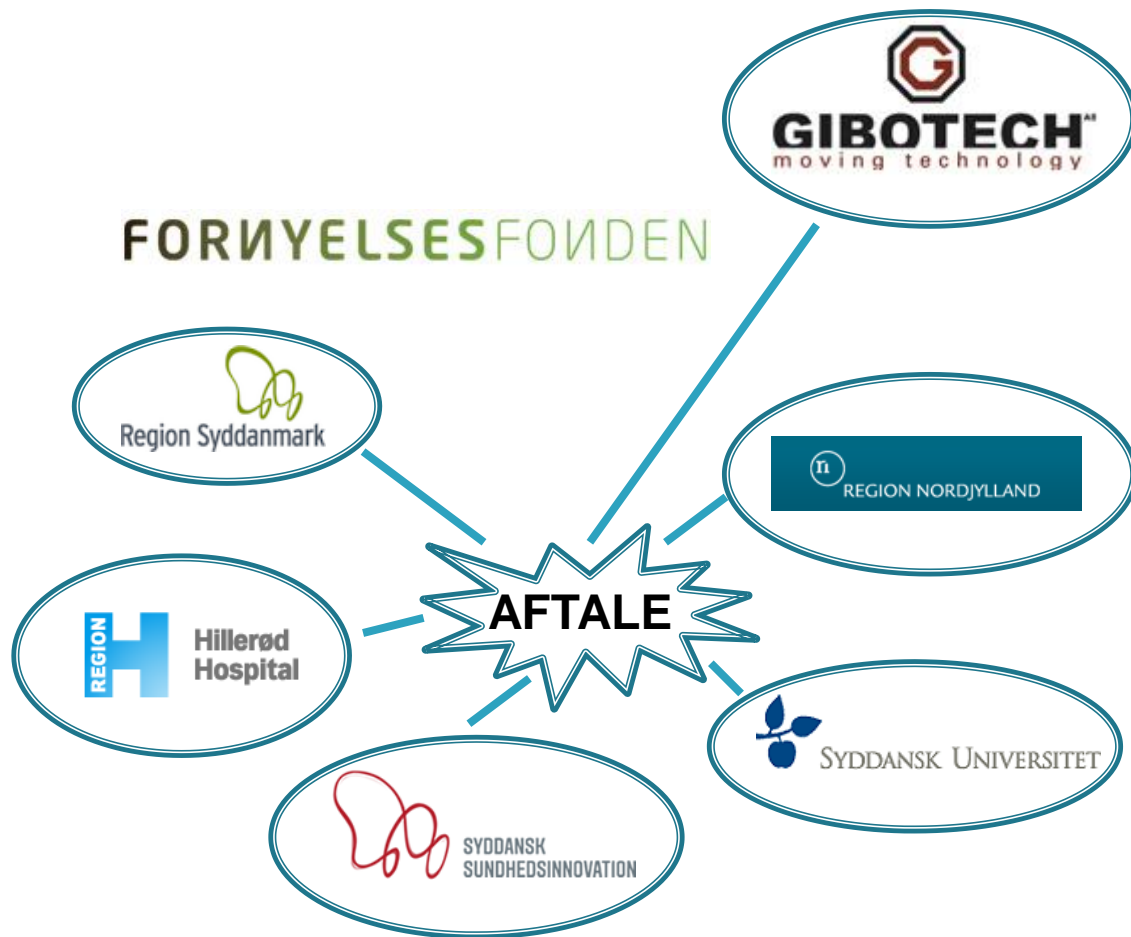 GIBOTECH A/S
moving technology
FORNYELSESFONDEN
Region Syddanmark
n
REGION NORDJYLLAND
AFTALE
REGION H
Hillerød
Hospital
SYDDANSK UNIVERSITET
SYDDANSK
SUNDHEDSINNOVATION